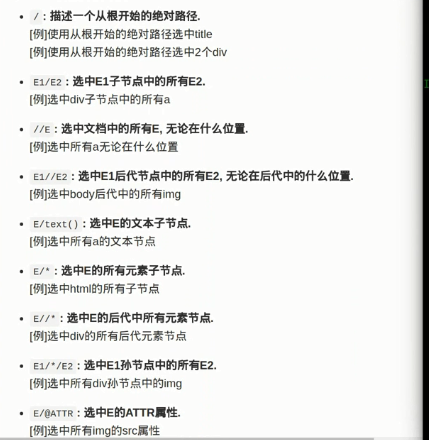 / : 描述一个从根开始的绝对路径.
[例]使用从根开始的绝对路径选中title
[例]使用从根开始的绝对路径选中2个div
E1/E2 : 选中E1子节点中的所有E2.
[例]选中div子节点中的所有a
//E : 选中文档中的所有E, 无论在什么位置.
[例]选中所有a无论在什么位置
E1//E2 : 选中E1后代节点中的所有E2, 无论在后代中的什么位置.
[例]选中body后代中的所有img
E/text() : 选中E的文本子节点.
[例]选中所有a的文本节点
E/* : 选中E的所有元素子节点.
[例]选中html的所有子节点
E//* : 选中E的后代中所有元素节点.
[例]选中div的所有后代元素节点
E1/*/E2 : 选中E1孙节点中的所有E2.
[例]选中所有div孙节点中的img
E/@ATTR : 选中E的ATTR属性.
[例]选中所有img的src属性